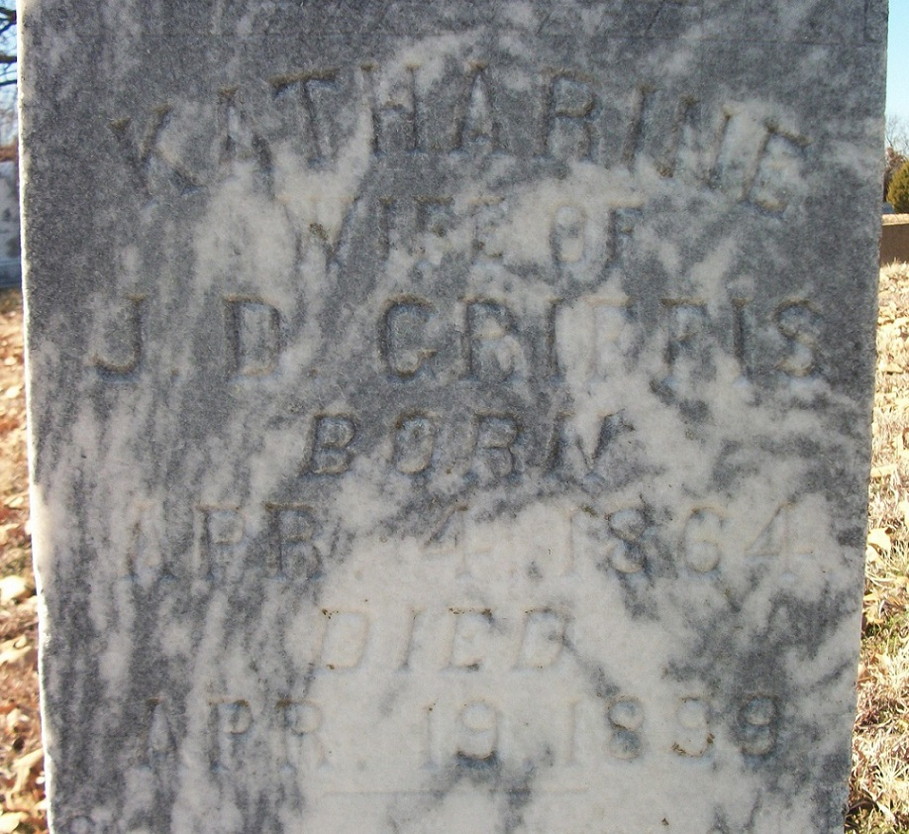 KATHARINE
WIFE OF
J. D. GRIFFIS
BORN
APR. 4, 1864
DIED
APR. 19, 1899